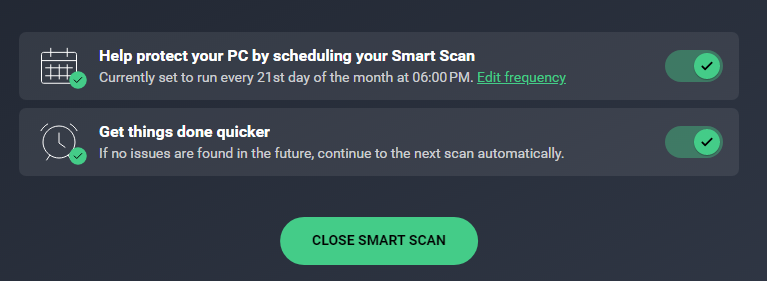 Help protect your PC by scheduling your Smart Scan
Currently set to run every 21st day of the month at 06:00 PM. Edit frequency
Get things done quicker
If no issues are found in the future, continue to the next scan automatically.
CLOSE SMART SCAN